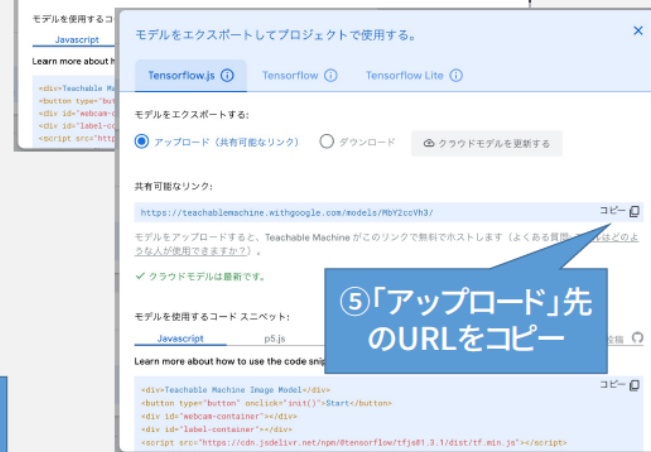 モデルを使用するコ
Javascript
Learn more about h
<div>Teachable Ma
<button type="but
<div id="webcam-c
<div id="label-co
<script src="http
モデルをエクスポートしてプロジェクトで使用する。
Tensorflow.js
Tensorflow
Tensorflow Lite
モデルをエクスポートする:
アップロード（共有可能なリンク）
ダウンロード
クラウドモデルを更新する
共有可能なリンク:
https://teachablemachine.withgoogle.com/models/MbY2ccVh3/
コピー
モデルをアップロードすると、Teachable Machine がこのリンクで無料でホストします（よくある質問:
はどのよ
うな人が使用できますか？）。
✓ クラウドモデルは最新です。
⑤「アップロード」先
のURLをコピー
モデルを使用するコード スニペット:
Javascript
p5.js
投稿
Learn more about how to use the code snip
コピー
<div>Teachable Machine Image Model</div>
<button type="button" onclick="init()">Start</button>
<div id="webcam-container"></div>
<div id="label-container"></div>
<script src="https://cdn.jsdelivr.net/npm/@tensorflow/tfjs@1.3.1/dist/tf.min.js"></script>